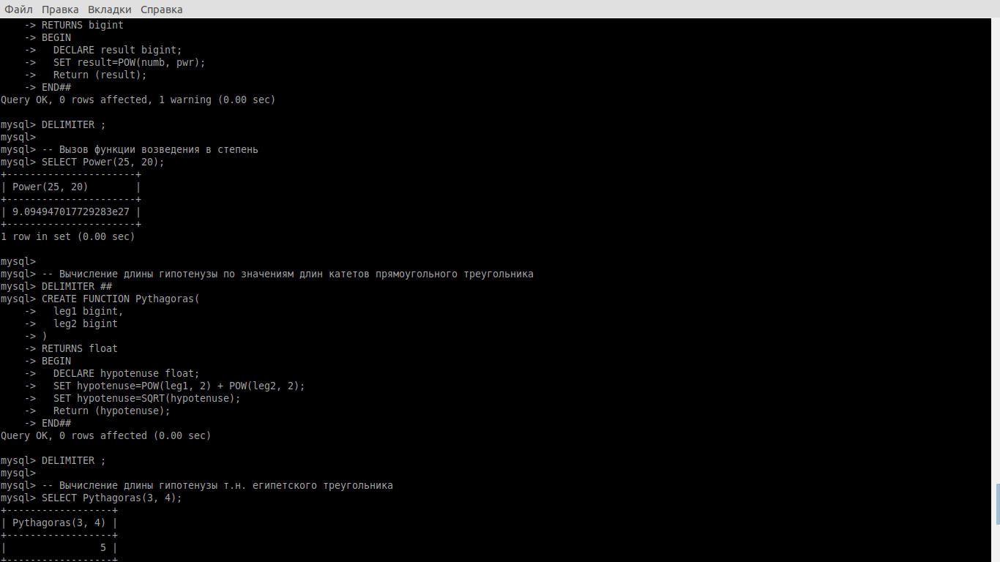 Файл Правка Вкладки Справка
    -> RETURNS bigint
    -> BEGIN
    ->   DECLARE result bigint;
    ->   SET result=POW(numb, pwr);
    ->   Return (result);
    -> END##
Query OK, 0 rows affected, 1 warning (0.00 sec)

mysql> DELIMITER ;
mysql>
mysql> -- Вызов функции возведения в степень
mysql> SELECT Power(25, 20);
+----------------------+
| Power(25, 20)        |
+----------------------+
| 9.094947017729283e27 |
+----------------------+
1 row in set (0.00 sec)

mysql>
mysql> -- Вычисление длины гипотенузы по значениям длин катетов прямоугольного треугольника
mysql> DELIMITER ##
mysql> CREATE FUNCTION Pythagoras(
    ->   leg1 bigint,
    ->   leg2 bigint
    -> )
    -> RETURNS float
    -> BEGIN
    ->   DECLARE hypotenuse float;
    ->   SET hypotenuse=POW(leg1, 2) + POW(leg2, 2);
    ->   SET hypotenuse=SQRT(hypotenuse);
    ->   Return (hypotenuse);
    -> END##
Query OK, 0 rows affected (0.00 sec)

mysql> DELIMITER ;
mysql>
mysql> -- Вычисление длины гипотенузы т.н. египетского треугольника
mysql> SELECT Pythagoras(3, 4);
+------------------+
| Pythagoras(3, 4) |
+------------------+
|                5 |
+------------------+